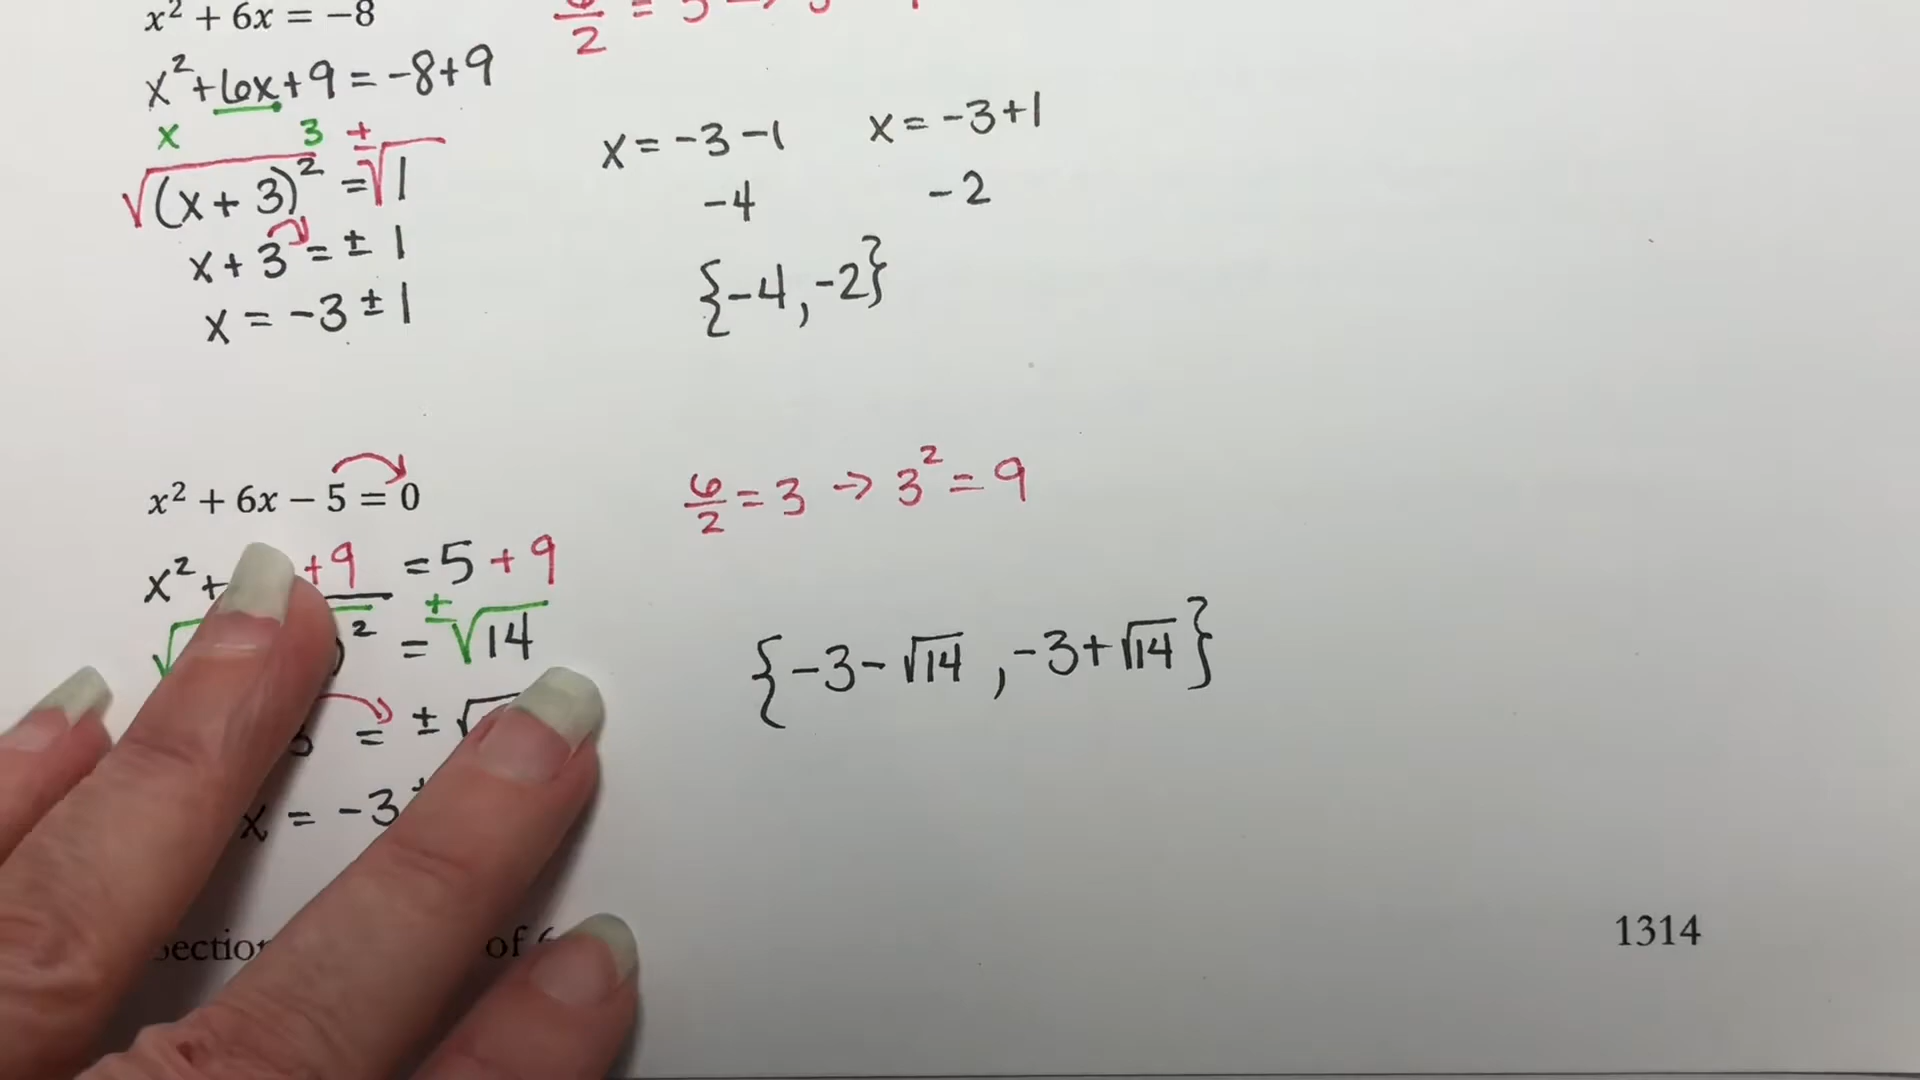 x² + 6x = −8
x² + 6x + 9 = -8+9
x 3
√(x + 3)² = ±√1
x + 3 = ± 1
x = -3 ± 1
x = -3 -1
-4
x = -3+1
-2
{-4, -2}
x² + 6x − 5 = 0
6/2 = 3 → 3² = 9
x² + +9 = 5 + 9
² = ±√14
3 = ±
x = -3
{-3-√14, -3+√14}
of
1314